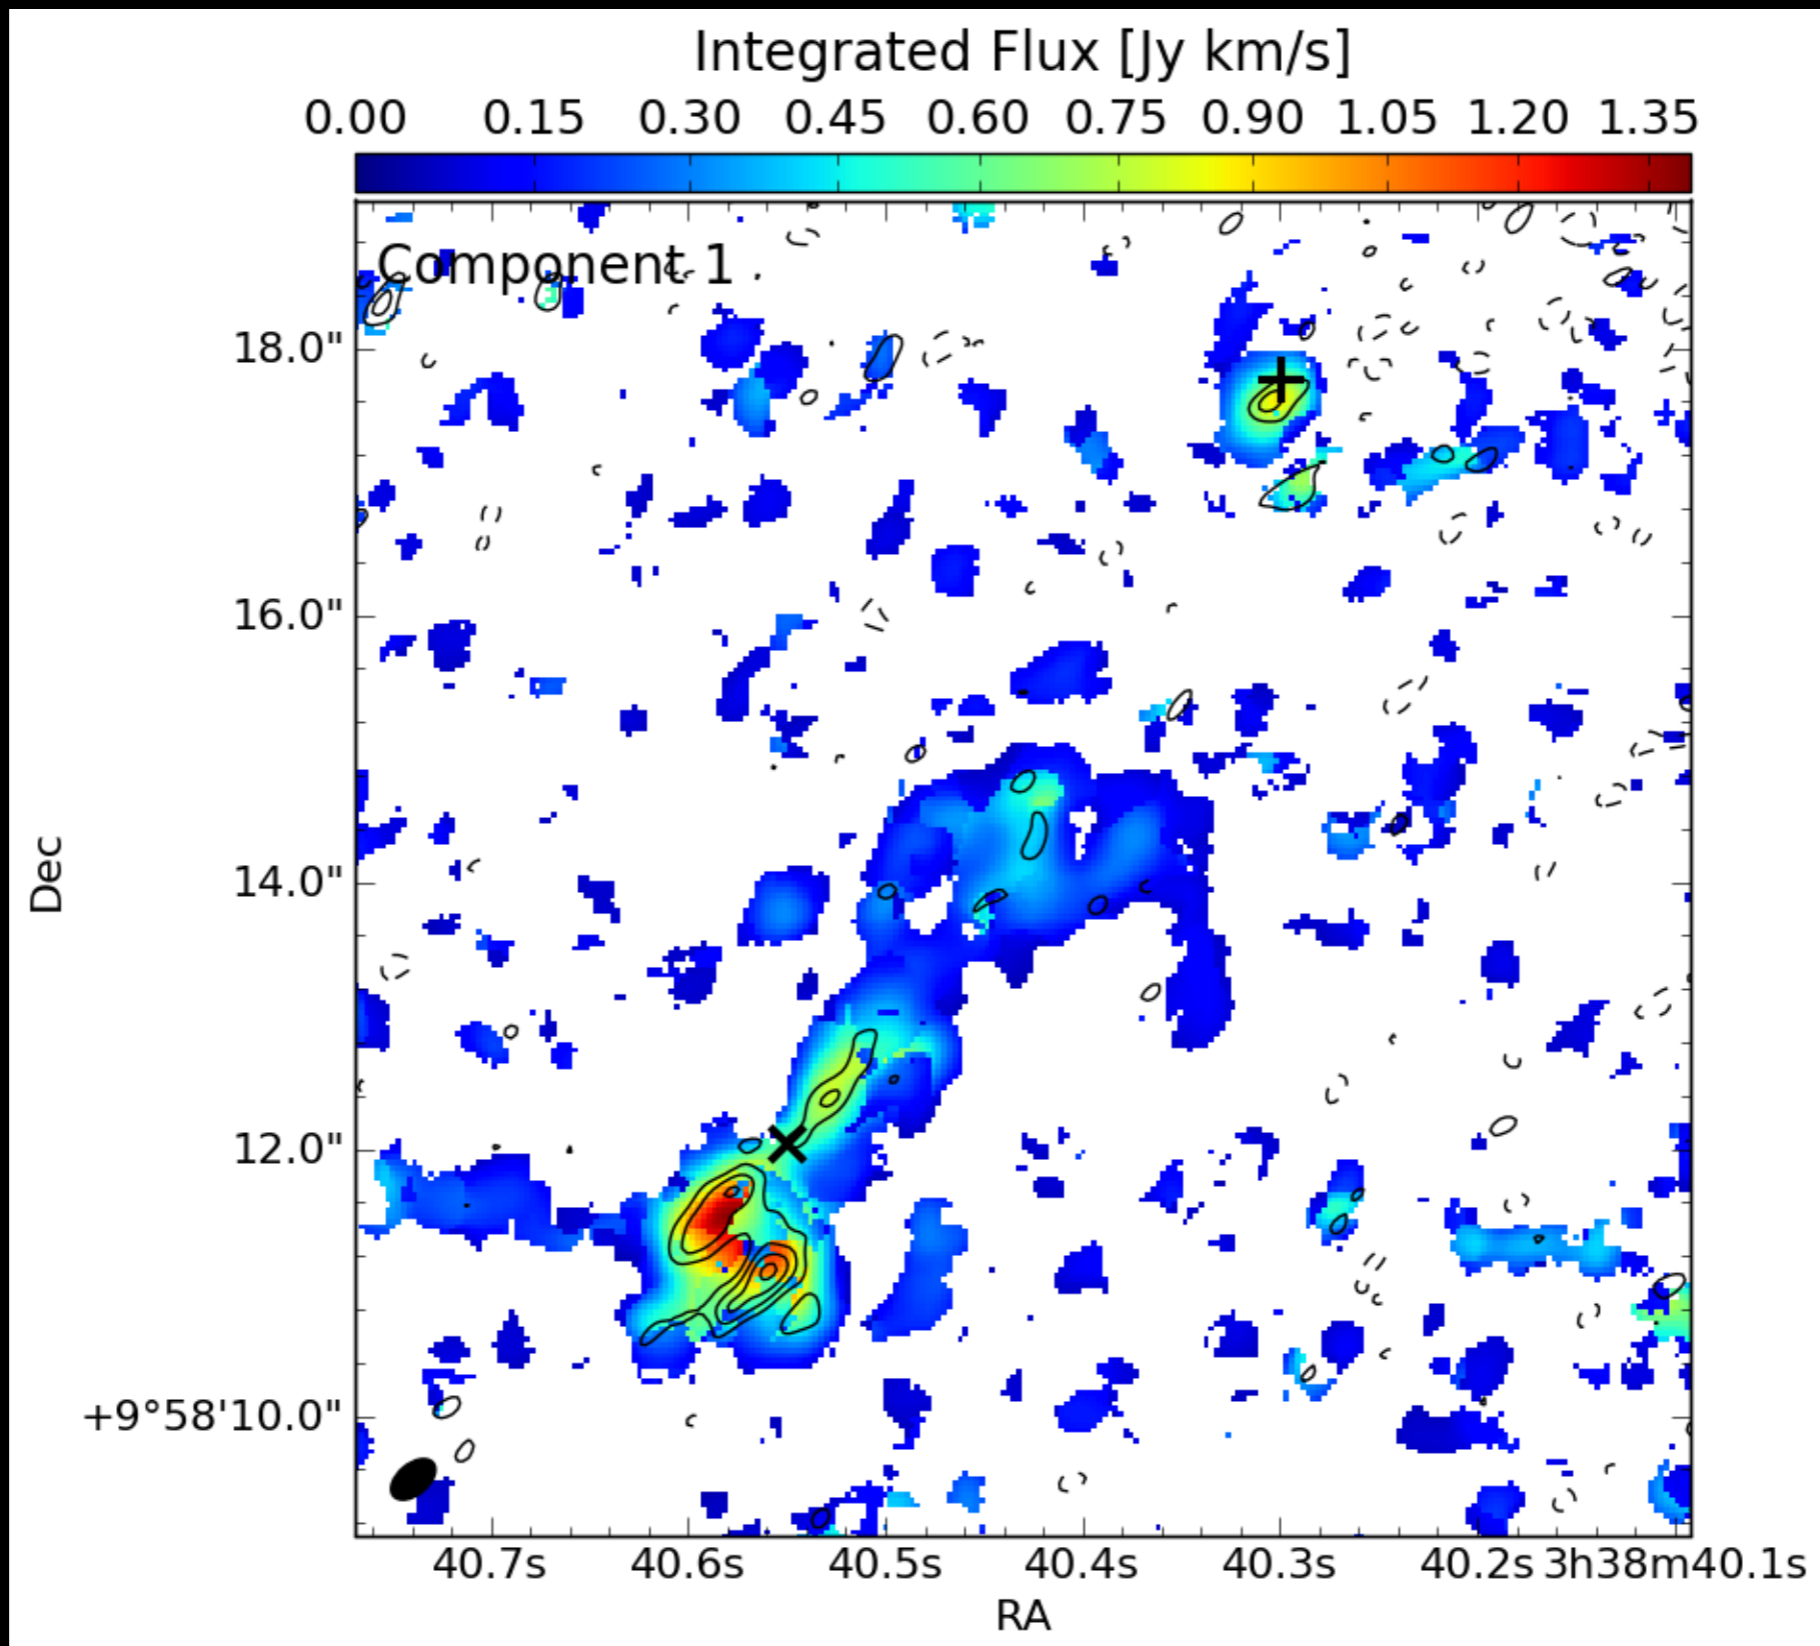 Integrated Flux [Jy km/s]
0.00 0.15 0.30 0.45 0.60 0.75 0.90 1.05 1.20 1.35
Component 1
18.0"
16.0"
14.0"
Dec
12.0"
+9°58'10.0"
40.7s 40.6s 40.5s 40.4s 40.3s 40.2s 3h38m40.1s
RA